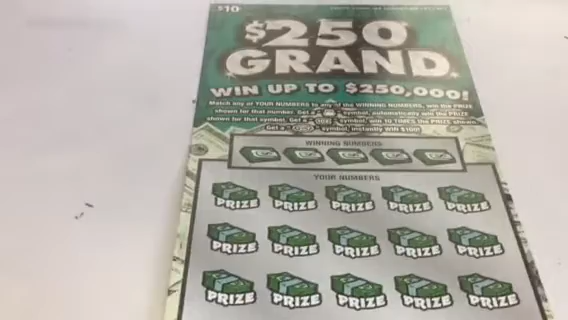 $10
$250
GRAND
WIN UP TO $250,000!
Match any of YOUR NUMBERS to any of the WINNING NUMBERS, win the PRIZE
shown for that number. Get a " " symbol, automatically win the PRIZE
shown for that symbol. Get a " 10X " symbol, win 10 TIMES the PRIZE shown.
Get a " " symbol, instantly WIN $100!
WINNING NUMBERS
YOUR NUMBERS
PRIZE PRIZE PRIZE PRIZE PRIZE
PRIZE PRIZE PRIZE PRIZE PRIZE
PRIZE PRIZE PRIZE PRIZE PRIZE